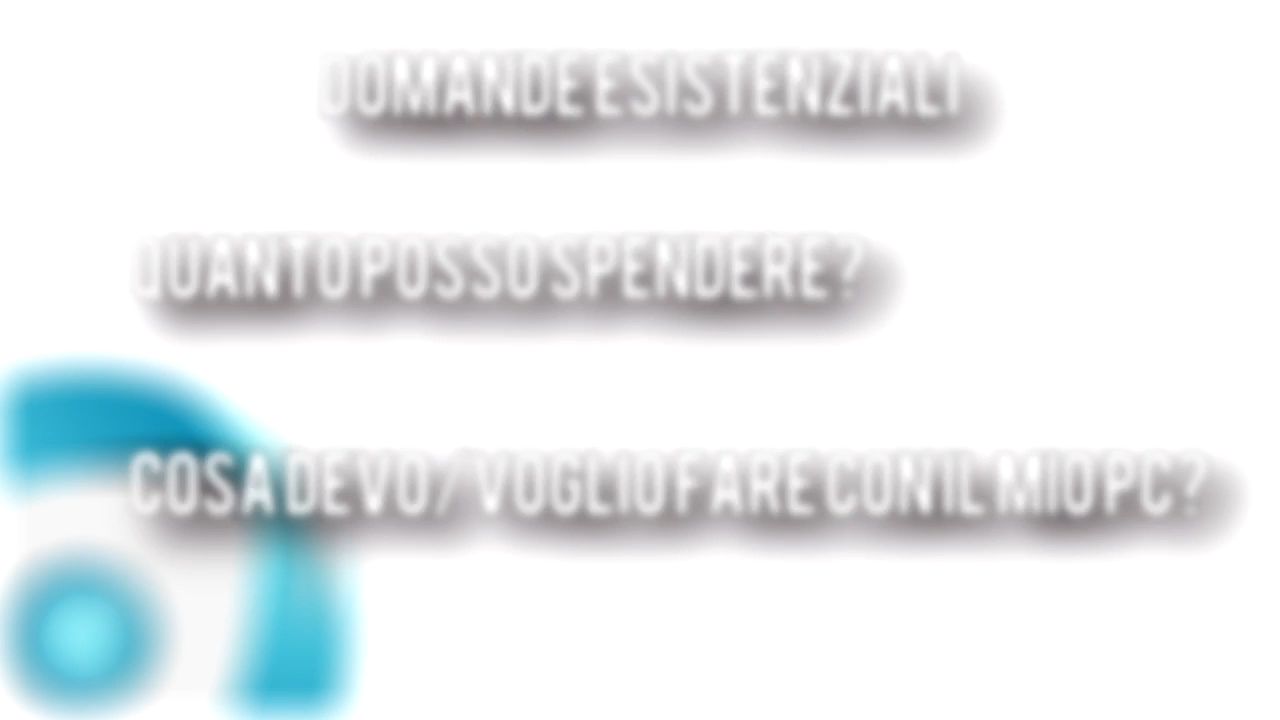 DOMANDE ESISTENZIALI
QUANTO POSSO SPENDERE?
COSA DEVO/VOGLIO FARE CON IL MIO PC?